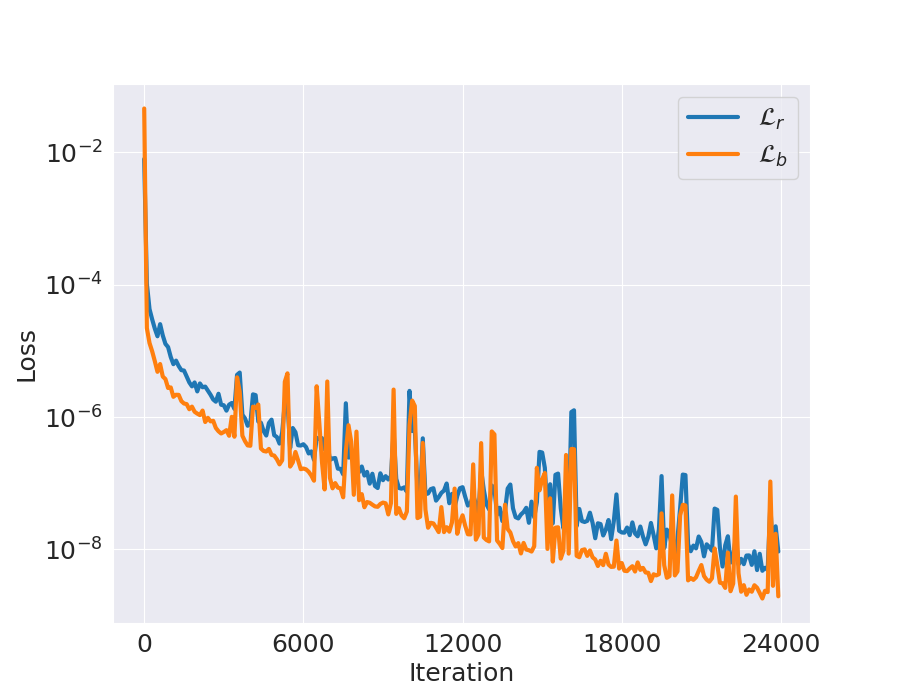 ℒ_r
ℒ_b
10⁻²
10⁻⁴
10⁻⁶
10⁻⁸
Loss
0 6000 12000 18000 24000
Iteration